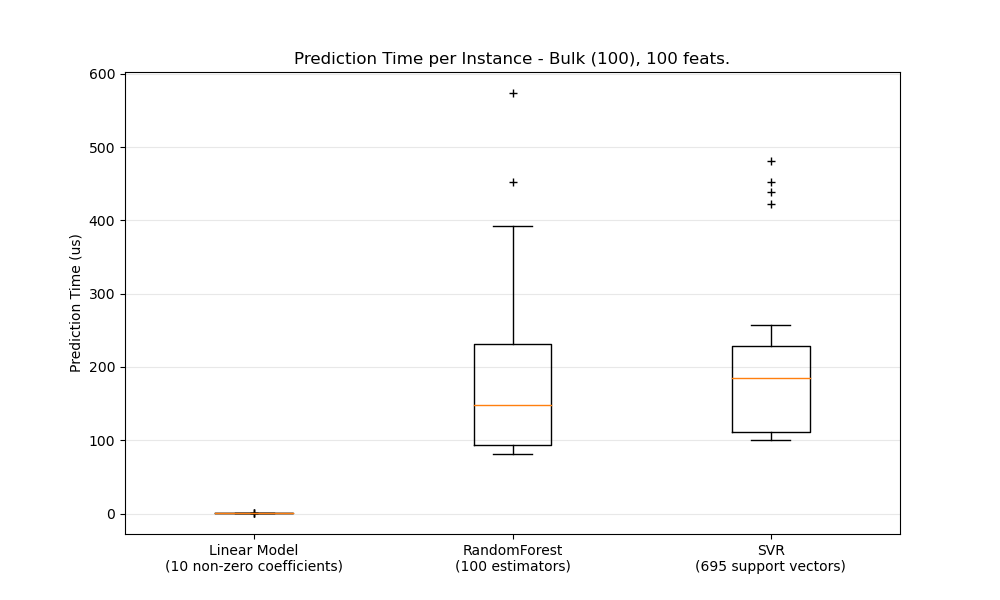 Prediction Time per Instance - Bulk (100), 100 feats.
Prediction Time (us)
600
500
400
300
200
100
0
Linear Model
(10 non-zero coefficients)
RandomForest
(100 estimators)
SVR
(695 support vectors)